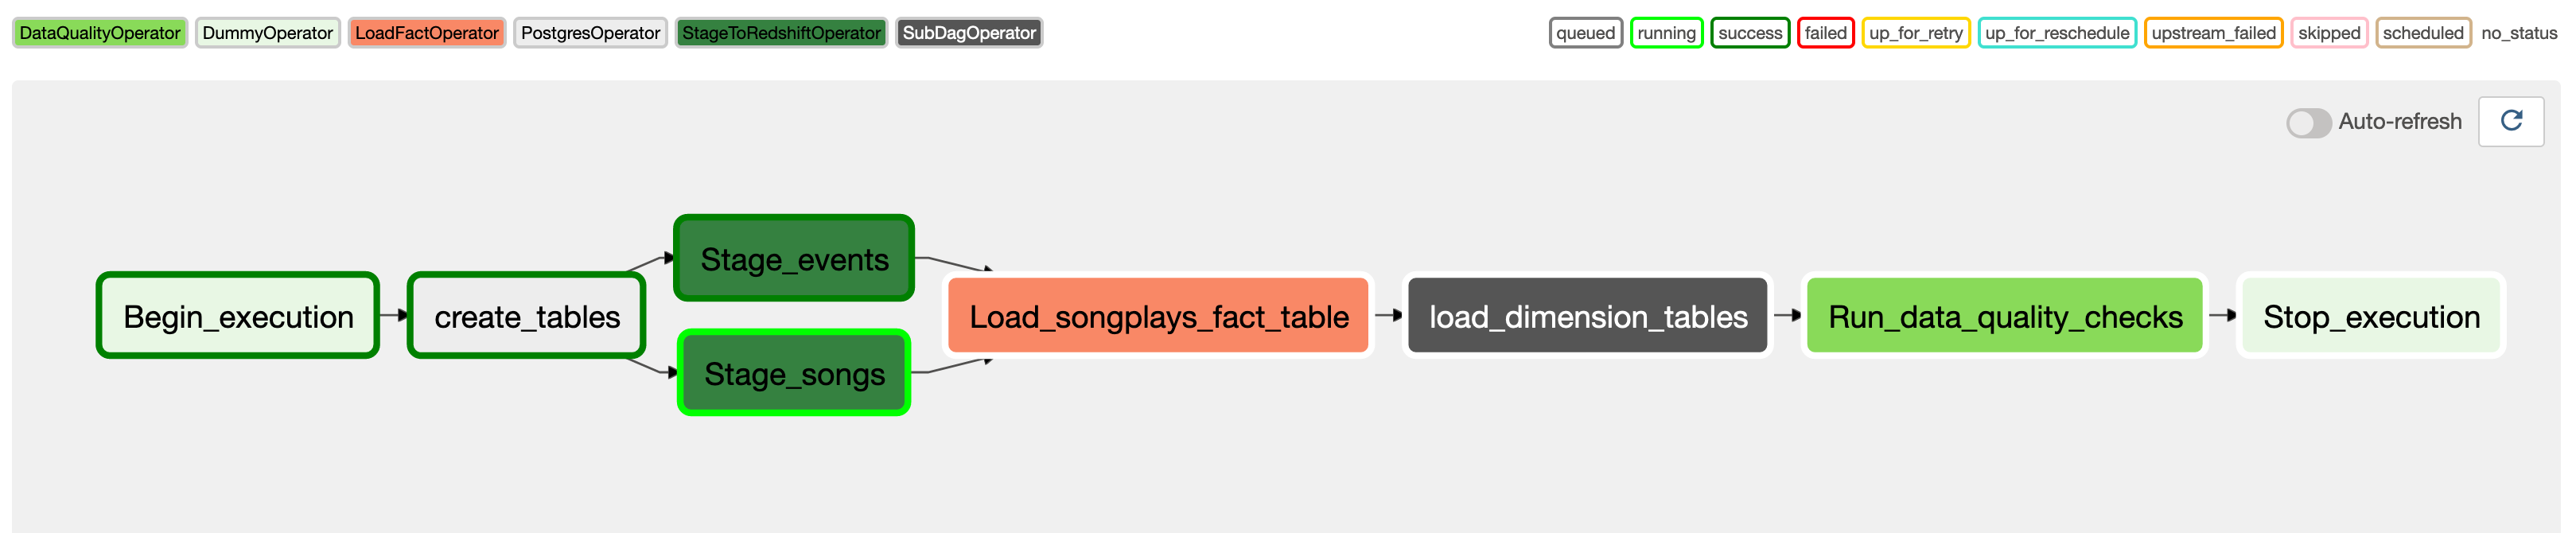 DataQualityOperator DummyOperator LoadFactOperator PostgresOperator StageToRedshiftOperator SubDagOperator queued running success failed up_for_retry up_for_reschedule upstream_failed skipped scheduled no_status
Auto-refresh
Stage_events
Begin_execution create_tables Load_songplays_fact_table load_dimension_tables Run_data_quality_checks Stop_execution
Stage_songs